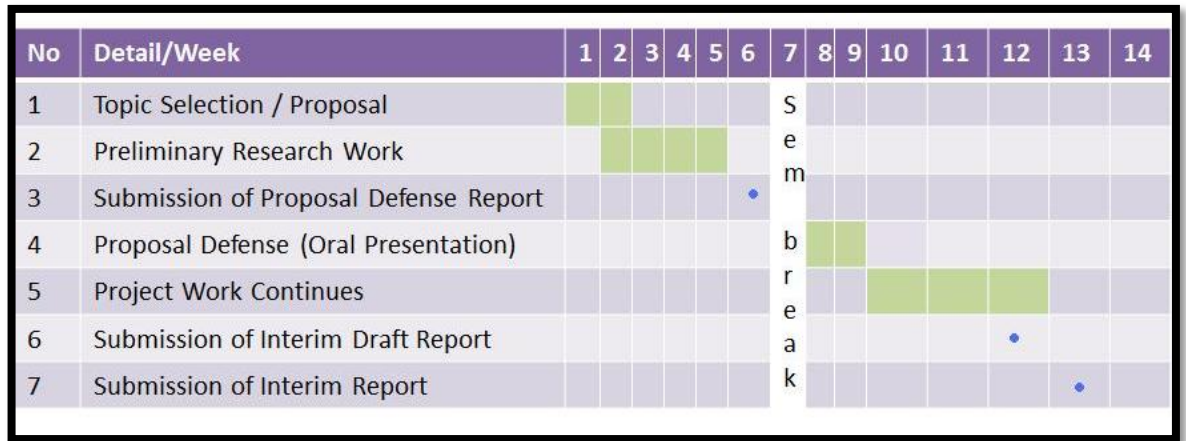 No Detail/Week 1 2 3 4 5 6 7 8 9 10 11 12 13 14
1 Topic Selection / Proposal
2 Preliminary Research Work
3 Submission of Proposal Defense Report
4 Proposal Defense (Oral Presentation)
5 Project Work Continues
6 Submission of Interim Draft Report
7 Submission of Interim Report
S
e
m
b
r
e
a
k